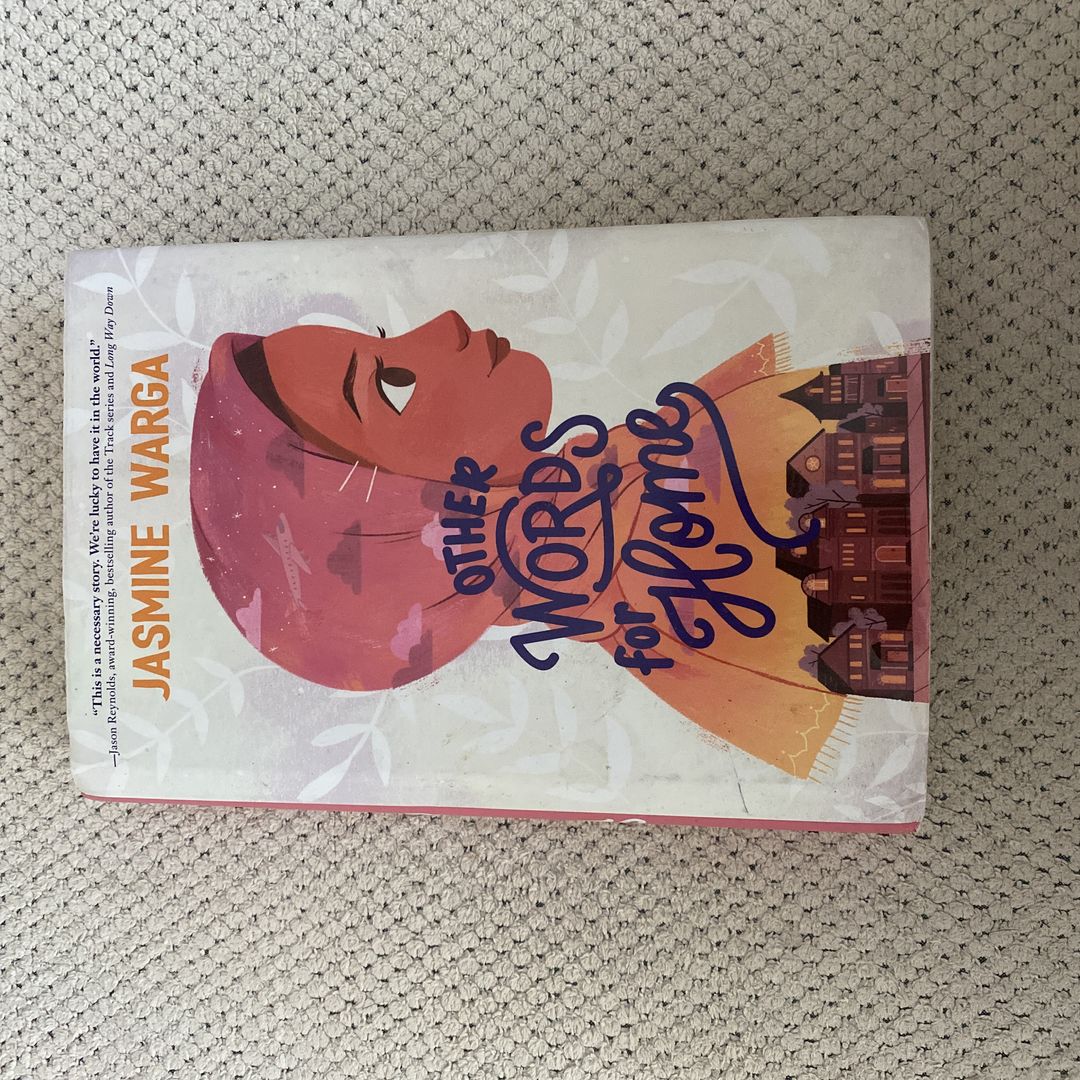 “This is a necessary story. We’re lucky to have it in the world.”
—Jason Reynolds, award-winning, bestselling author of the Track series and Long Way Down
JASMINE WARGA
OTHER
WORDS
for
Home